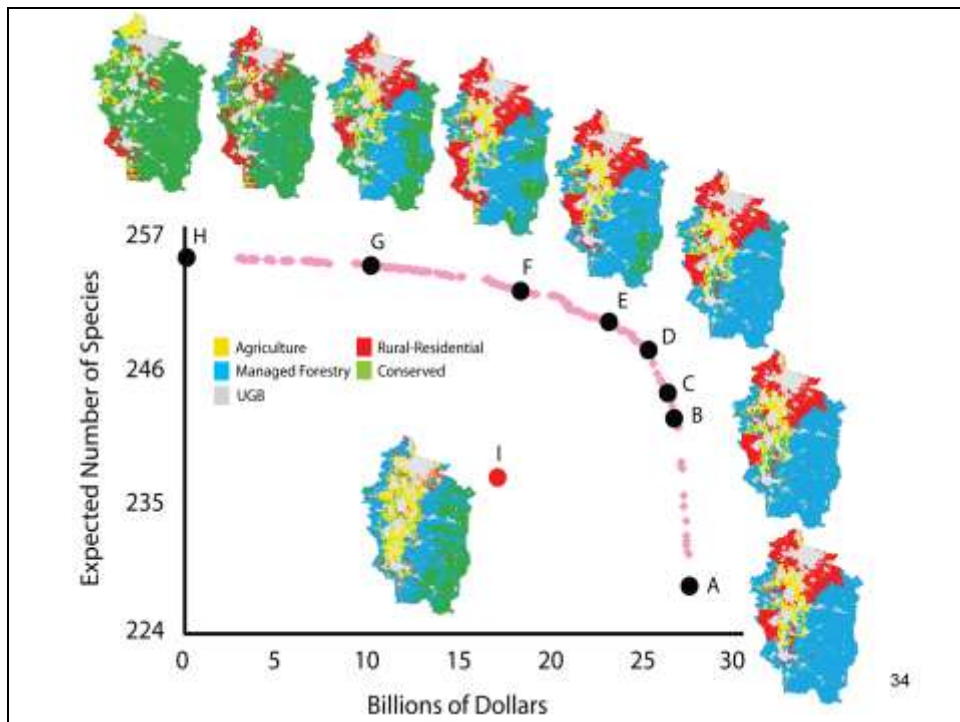 257
H
G
F
E
Agriculture
Rural-Residential
D
246
Managed Forestry
Conserved
C
UGB
B
Expected Number of Species
I
235
A
224
0
5
10
15
20
25
30
34
Billions of Dollars